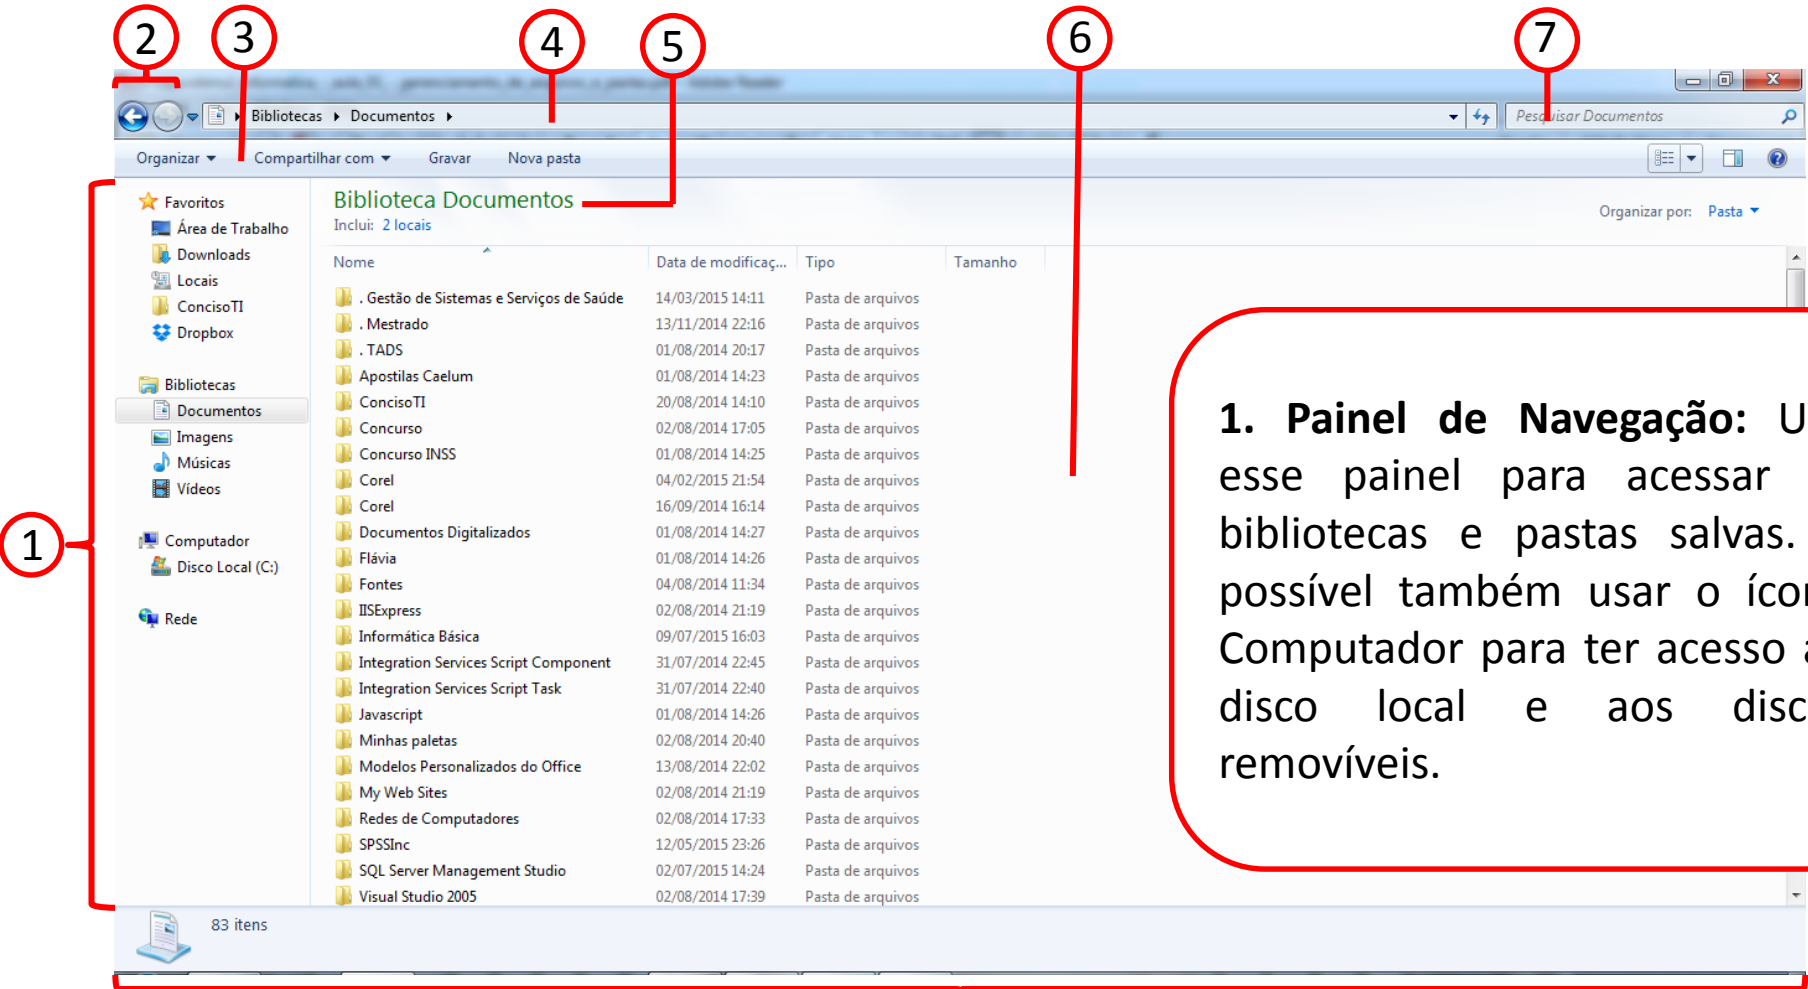 2 3 4 5 6 7
Bibliotecas Documentos
Pesquisar Documentos
Organizar Compartilhar com Gravar Nova pasta
1
Favoritos
Área de Trabalho
Downloads
Locais
ConcisoTI
Dropbox
Bibliotecas
Documentos
Imagens
Músicas
Vídeos
Computador
Disco Local (C:)
Rede
Biblioteca Documentos
Inclui: 2 locais
Organizar por: Pasta
Nome Data de modificaç... Tipo Tamanho
. Gestão de Sistemas e Serviços de Saúde 14/03/2015 14:11 Pasta de arquivos
. Mestrado 13/11/2014 22:16 Pasta de arquivos
. TADS 01/08/2014 20:17 Pasta de arquivos
Apostilas Caelum 01/08/2014 14:23 Pasta de arquivos
ConcisoTI 20/08/2014 14:10 Pasta de arquivos
Concurso 02/08/2014 17:05 Pasta de arquivos
Concurso INSS 01/08/2014 14:25 Pasta de arquivos
Corel 04/02/2015 21:54 Pasta de arquivos
Corel 16/09/2014 16:14 Pasta de arquivos
Documentos Digitalizados 01/08/2014 14:27 Pasta de arquivos
Flávia 01/08/2014 14:26 Pasta de arquivos
Fontes 04/08/2014 11:34 Pasta de arquivos
IISExpress 02/08/2014 21:19 Pasta de arquivos
Informática Básica 09/07/2015 16:03 Pasta de arquivos
Integration Services Script Component 31/07/2014 22:45 Pasta de arquivos
Integration Services Script Task 31/07/2014 22:40 Pasta de arquivos
Javascript 01/08/2014 14:26 Pasta de arquivos
Minhas paletas 02/08/2014 20:40 Pasta de arquivos
Modelos Personalizados do Office 13/08/2014 22:02 Pasta de arquivos
My Web Sites 02/08/2014 21:19 Pasta de arquivos
Redes de Computadores 02/08/2014 17:33 Pasta de arquivos
SPSSInc 12/05/2015 23:26 Pasta de arquivos
SQL Server Management Studio 02/07/2015 14:24 Pasta de arquivos
Visual Studio 2005 02/08/2014 17:39 Pasta de arquivos
83 itens
1. Painel de Navegação:
esse painel para acessar
bibliotecas e pastas salvas.
possível também usar o
Computador para ter acesso
disco local e aos
removíveis.